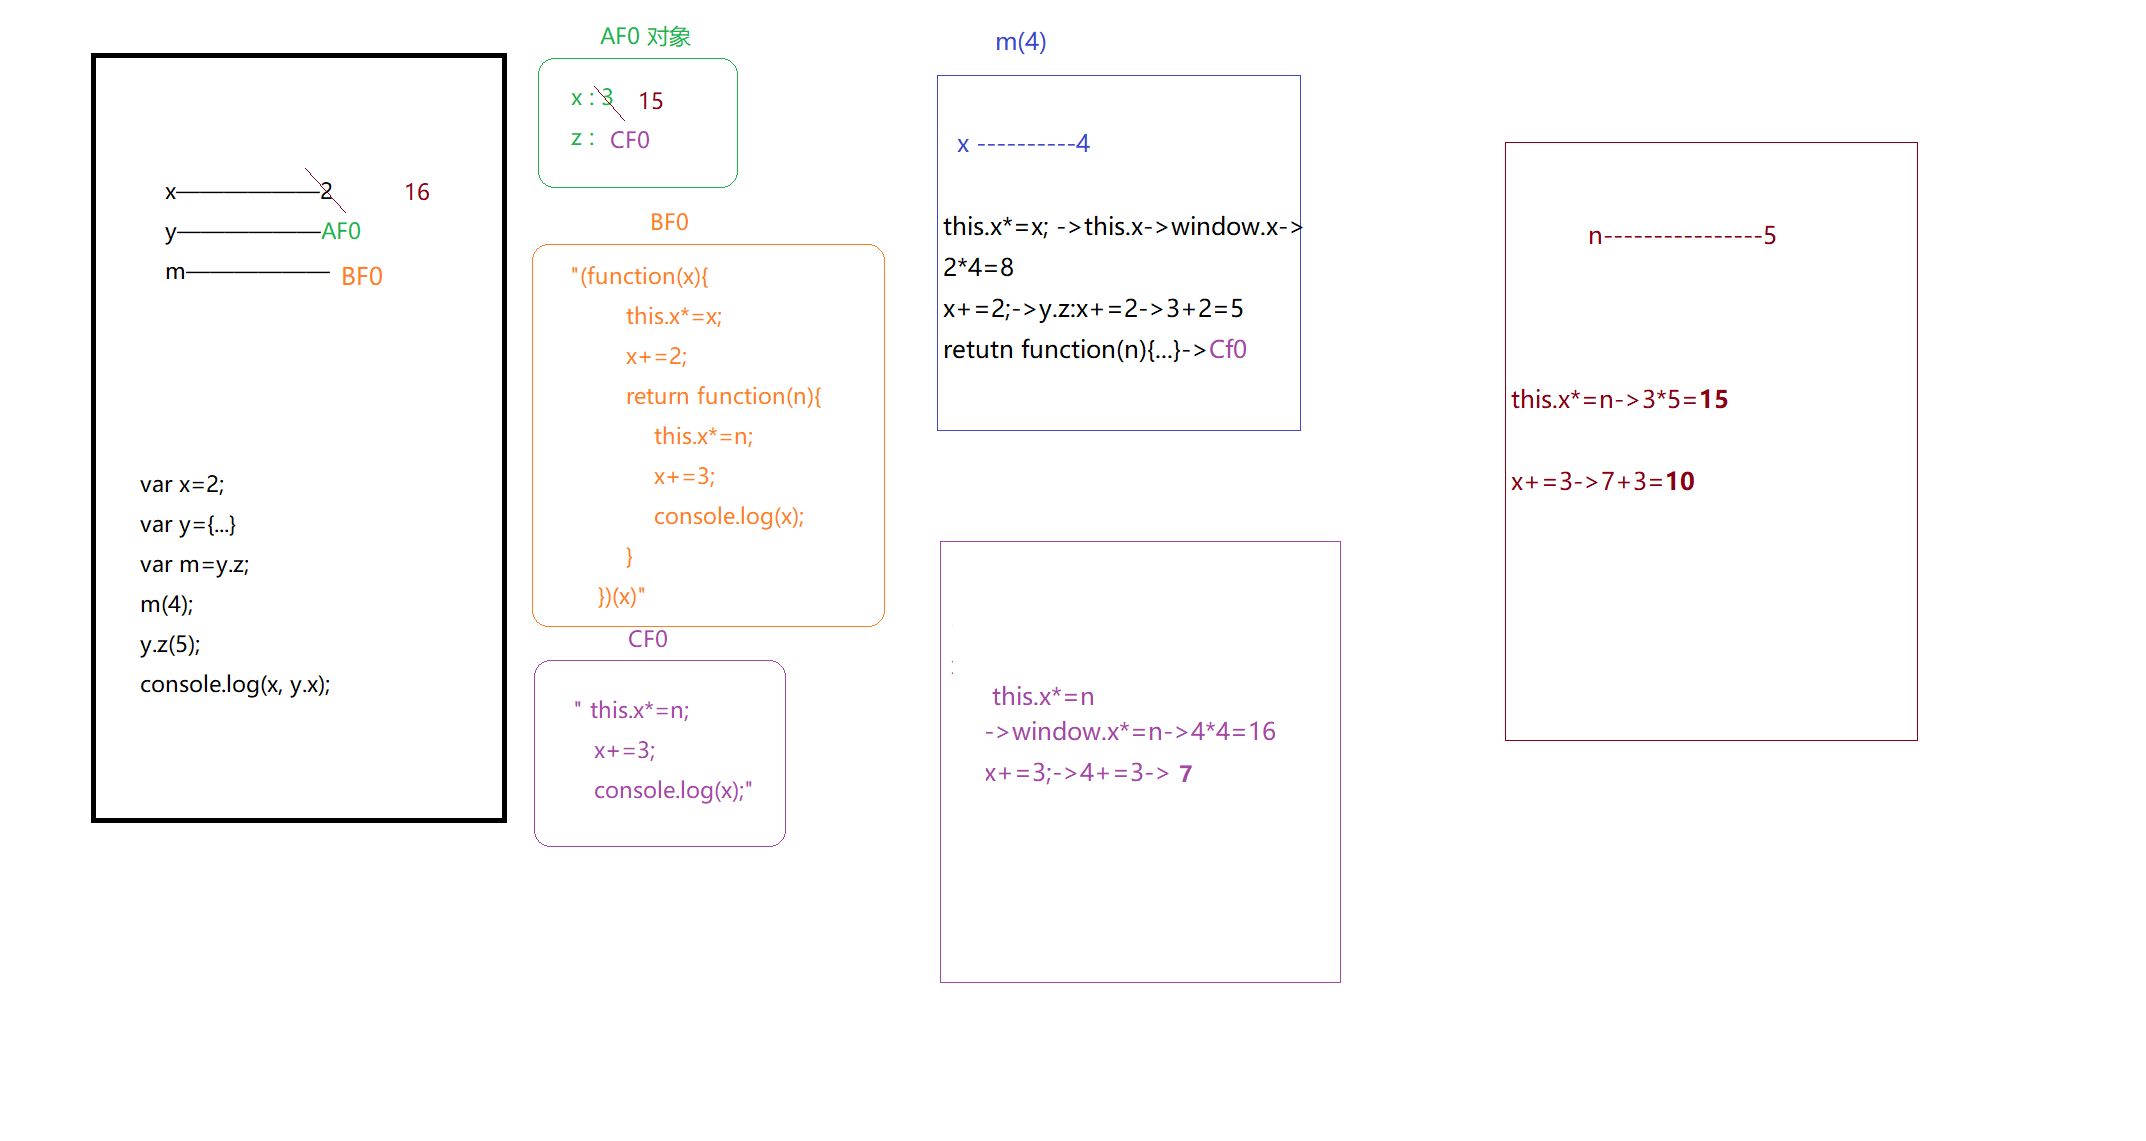 x——————2 16
y——————AF0
m—————— BF0
var x=2;
var y={...}
var m=y.z;
m(4);
y.z(5);
console.log(x, y.x);
AF0 对象
x : 3 15
z : CF0
BF0
"(function(x){
this.x*=x;
x+=2;
return function(n){
this.x*=n;
x+=3;
console.log(x);
}
})(x)"
CF0
" this.x*=n;
x+=3;
console.log(x);"
m(4)
x ----------4
this.x*=x; ->this.x->window.x->
2*4=8
x+=2;->y.z:x+=2->3+2=5
retutn function(n){...}->Cf0
this.x*=n
->window.x*=n->4*4=16
x+=3;->4+=3-> 7
n----------------5
this.x*=n->3*5=15
x+=3->7+3=10